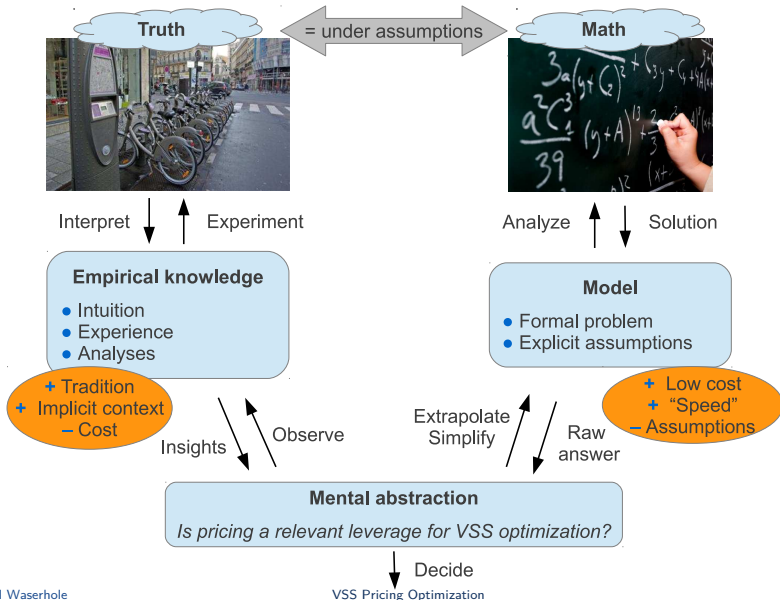 Truth
= under assumptions
Math
Interpret
Experiment
Analyze
Solution
Empirical knowledge
● Intuition
● Experience
● Analyses
+ Tradition
+ Implicit context
– Cost
Model
● Formal problem
● Explicit assumptions
+ Low cost
+ “Speed”
– Assumptions
Insights
Observe
Extrapolate
Simplify
Raw
answer
Mental abstraction
Is pricing a relevant leverage for VSS optimization?
Decide
Waserhole
VSS Pricing Optimization